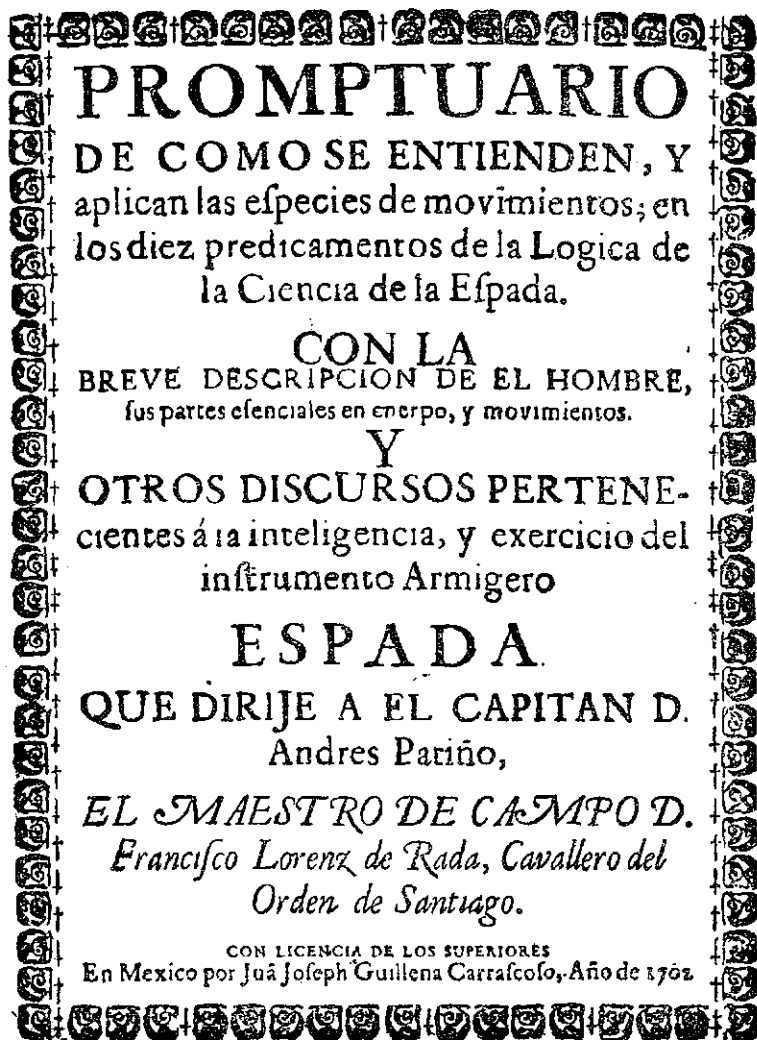 PROMPTUARIO
DE COMO SE ENTIENDEN, Y
aplican las eſpecies de movimientos; en
los diez predicamentos de la Logica de
la Ciencia de la Eſpada.
CON LA
BREVE DESCRIPCION DE EL HOMBRE,
ſus partes eſenciales en cuerpo, y movimientos.
Y
OTROS DISCURSOS PERTENE-
cientes á la inteligencia, y exercicio del
inſtrumento Armigero
ESPADA
QUE DIRIJE A EL CAPITAN D.
Andres Patiño,
EL MAESTRO DE CAMPO D.
Franciſco Lorenz de Rada, Cavallero del
Orden de Santiago.
CON LICENCIA DE LOS SUPERIORES
En Mexico por Juã Joſeph Guillena Carraſcoſo, Año de 1702